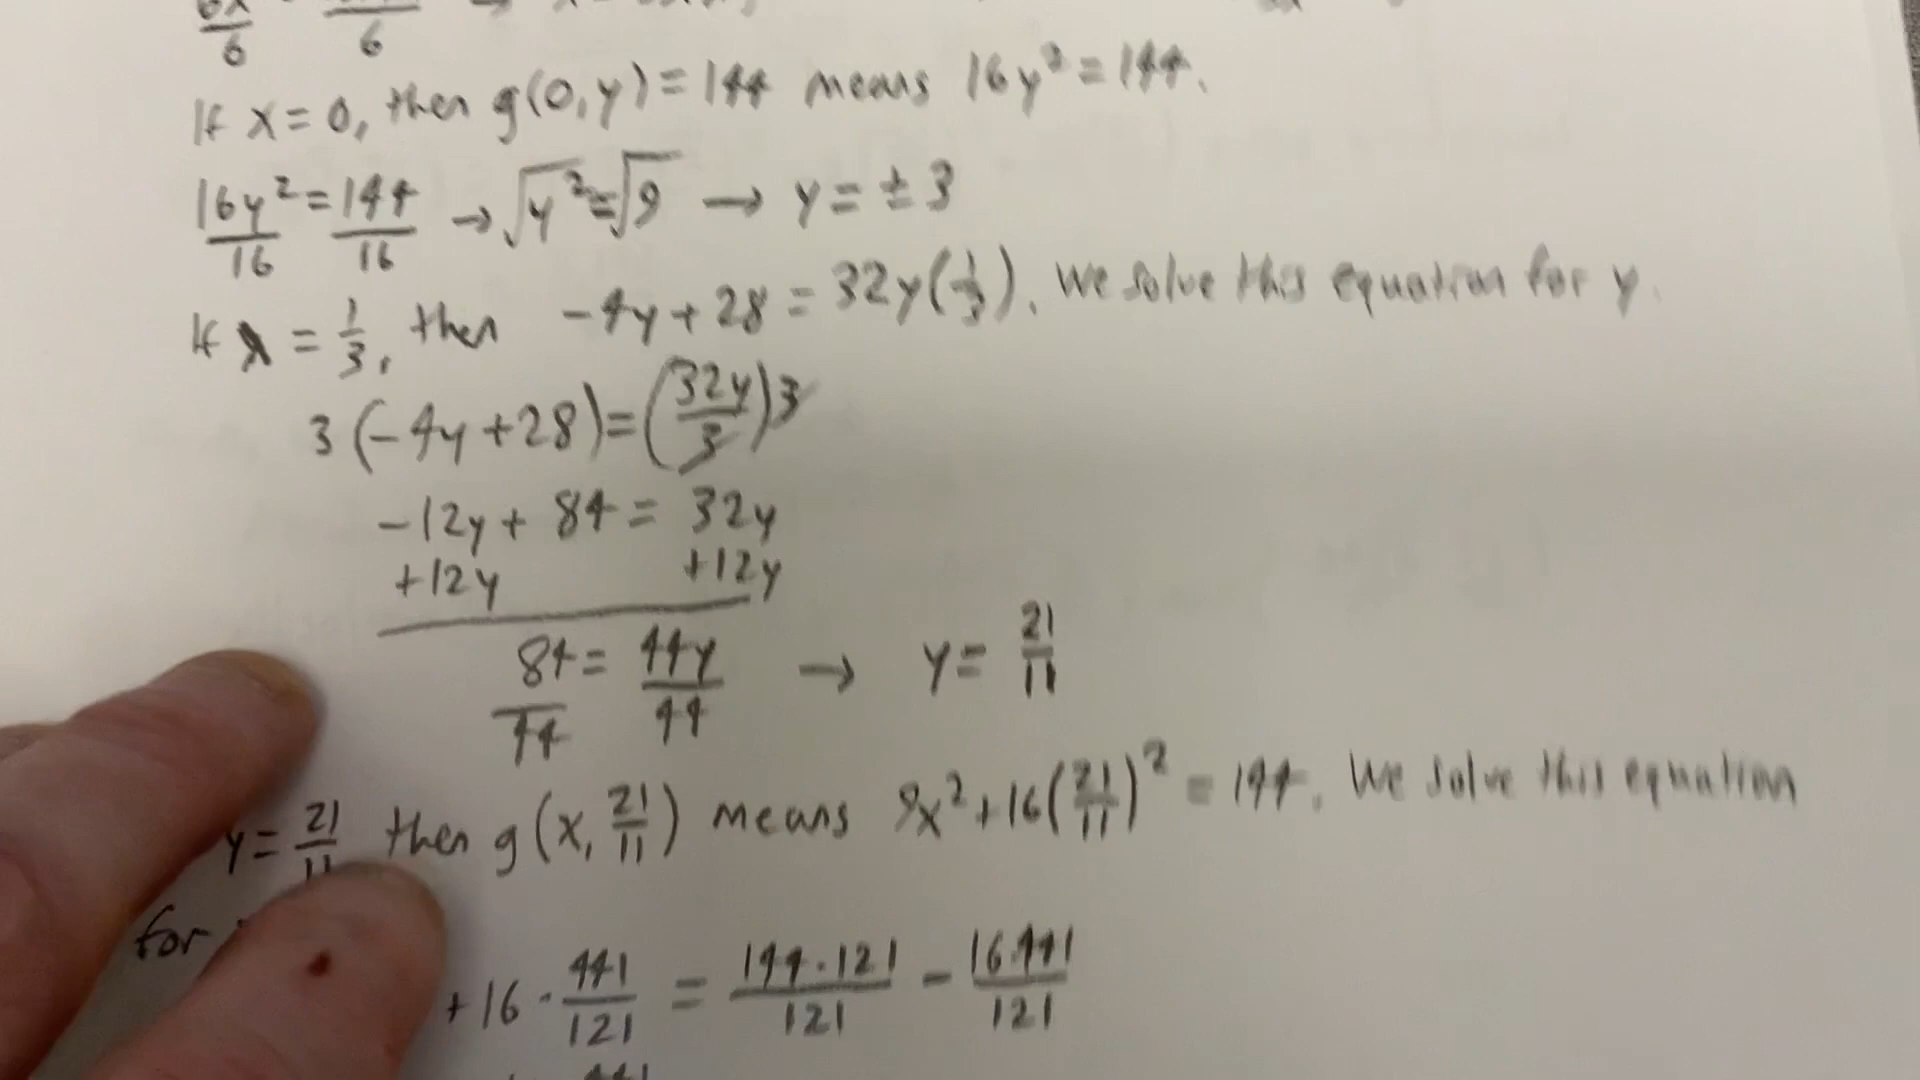 6
6
If x = 0, then g(0, y) = 144 means 16y² = 144.
16y²/16 = 144/16 → √y² = √9 → y = ± 3
If λ = 1/3, then -4y + 28 = 32y(1/3). We solve this equation for y.
3(-4y + 28) = (32y/3)3
-12y + 84 = 32y
+12y +12y
84/44 = 44y/44 → y = 21/11
y = 21/11 then g(x, 21/11) means 9x² + 16(21/11)² = 144. We solve this equation
for
+ 16 · 441/121 = 144·121/121 - 16·441/121
441